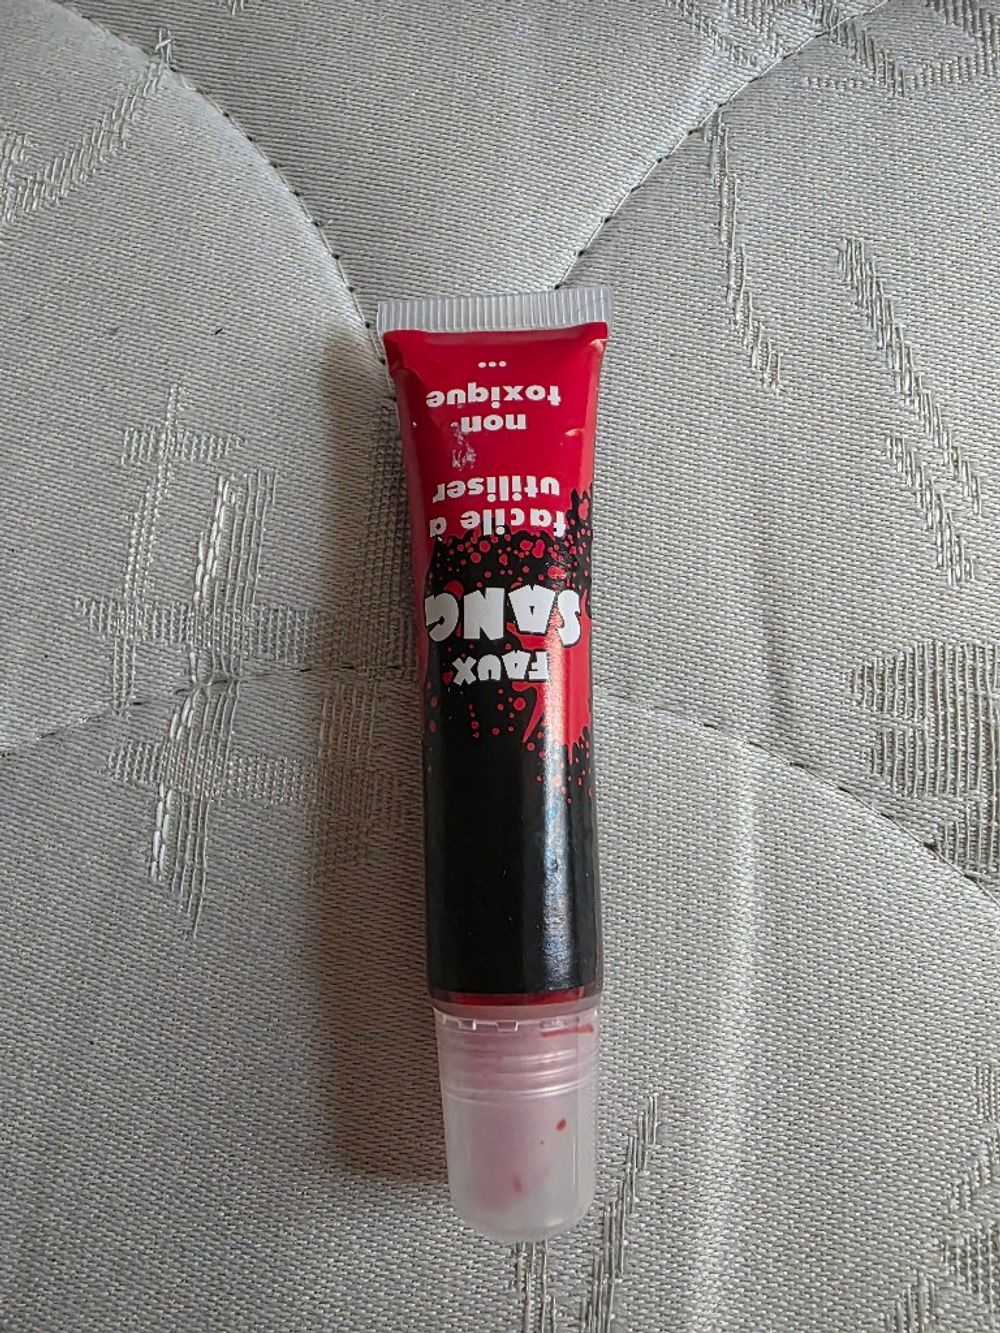 FAUX
SANG
facile a
utiliser
non
toxique
...